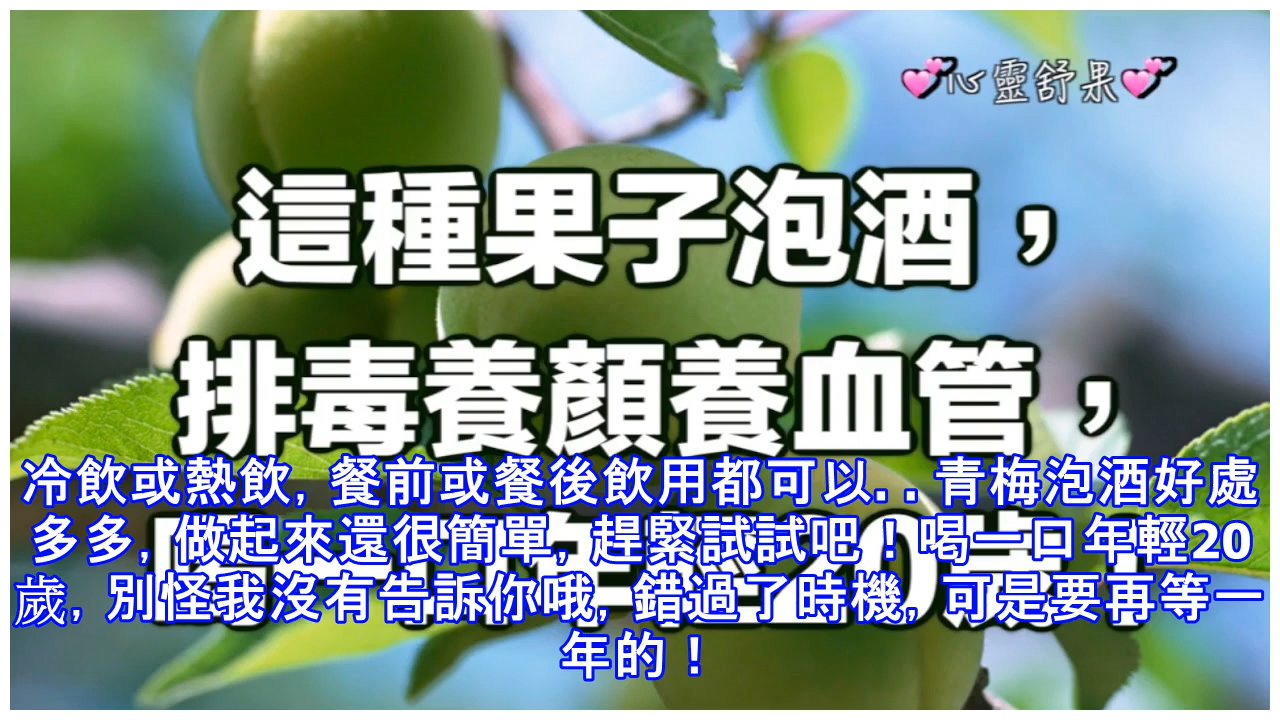 💕心靈舒果💕
這種果子泡酒，
排毒養顏養血管，
冷飲或熱飲, 餐前或餐後飲用都可以. . 青梅泡酒好處
多多, 做起來還很簡單, 趕緊試試吧！喝一口年輕20
歲, 別怪我沒有告訴你哦, 錯過了時機, 可是要再等一
年的！